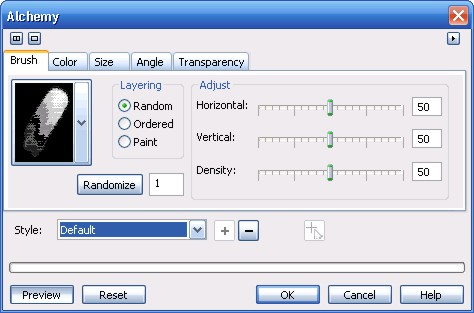 Alchemy
Brush Color Size Angle Transparency
Layering
Random
Ordered
Paint
Randomize 1
Adjust
Horizontal: 50
Vertical: 50
Density: 50
Style: Default
Preview Reset OK Cancel Help